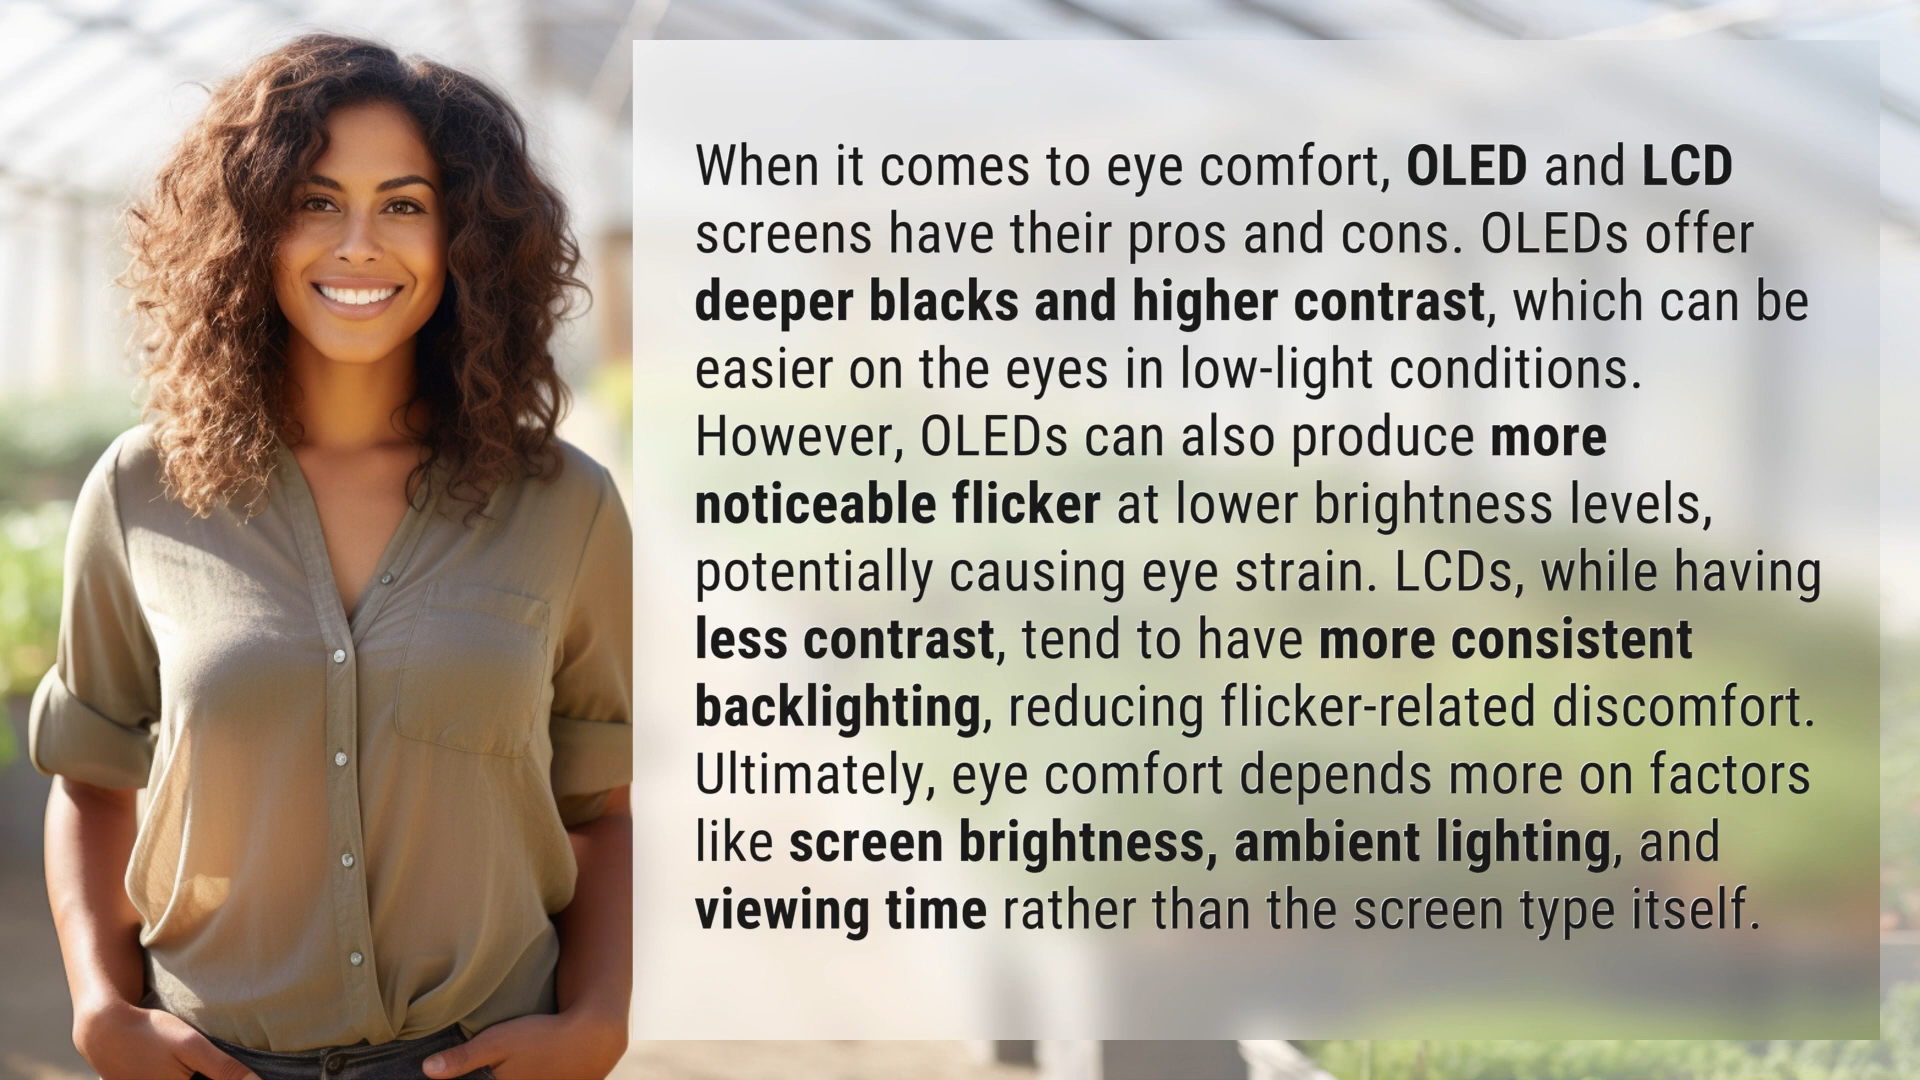 When it comes to eye comfort, OLED and LCD
screens have their pros and cons. OLEDs offer
deeper blacks and higher contrast, which can be
easier on the eyes in low-light conditions.
However, OLEDs can also produce more
noticeable flicker at lower brightness levels,
potentially causing eye strain. LCDs, while having
less contrast, tend to have more consistent
backlighting, reducing flicker-related discomfort.
Ultimately, eye comfort depends more on factors
like screen brightness, ambient lighting, and
viewing time rather than the screen type itself.